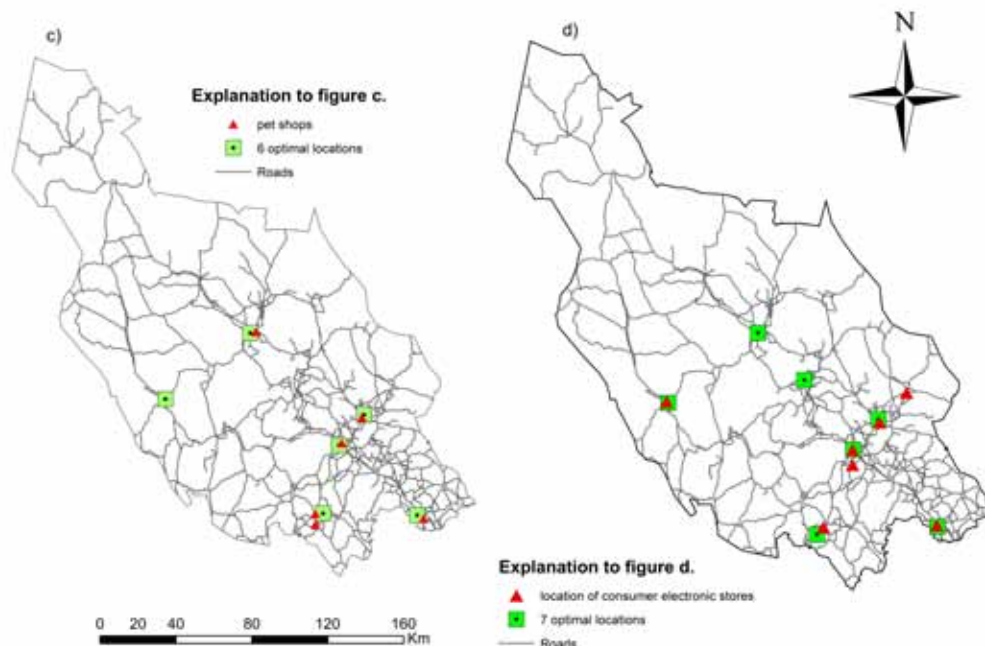 c)
Explanation to figure c.
pet shops
6 optimal locations
Roads
d)
N
Explanation to figure d.
location of consumer electronic stores
7 optimal locations
Roads
0 20 40 80 120 160
Km